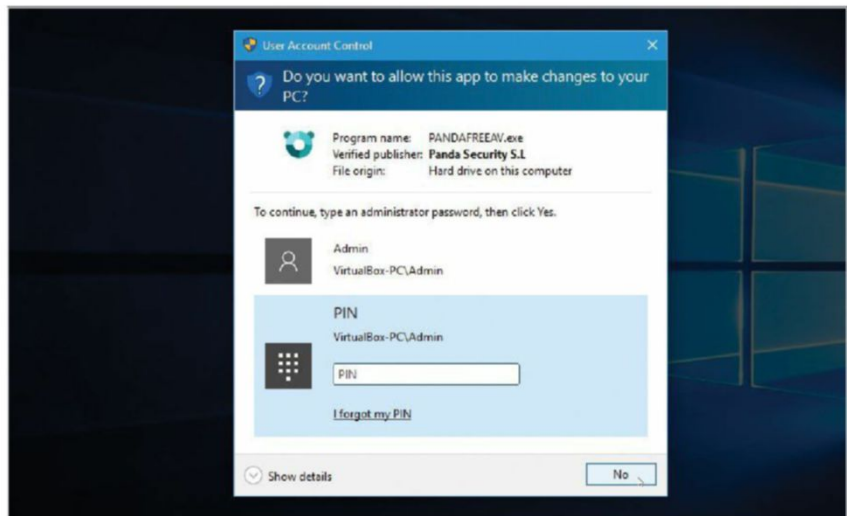 User Account Control
Do you want to allow this app to make changes to your
PC?
Program name: PANDAFREEAV.exe
Verified publisher: Panda Security S.L
File origin: Hard drive on this computer
To continue, type an administrator password, then click Yes.
Admin
VirtualBox-PC\Admin
PIN
VirtualBox-PC\Admin
PIN
I forgot my PIN
Show details
No